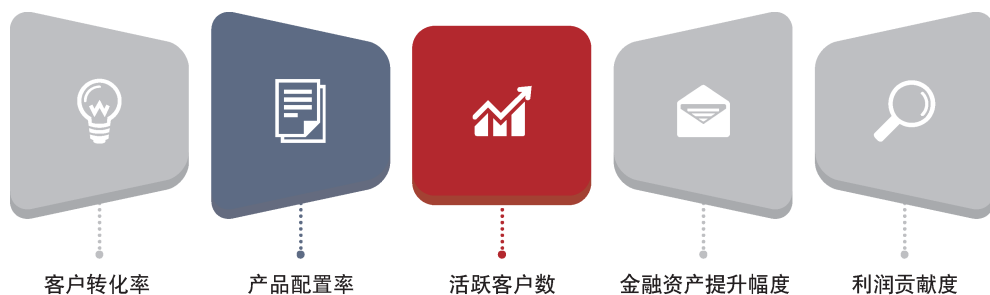 客户转化率
产品配置率
活跃客户数
金融资产提升幅度
利润贡献度